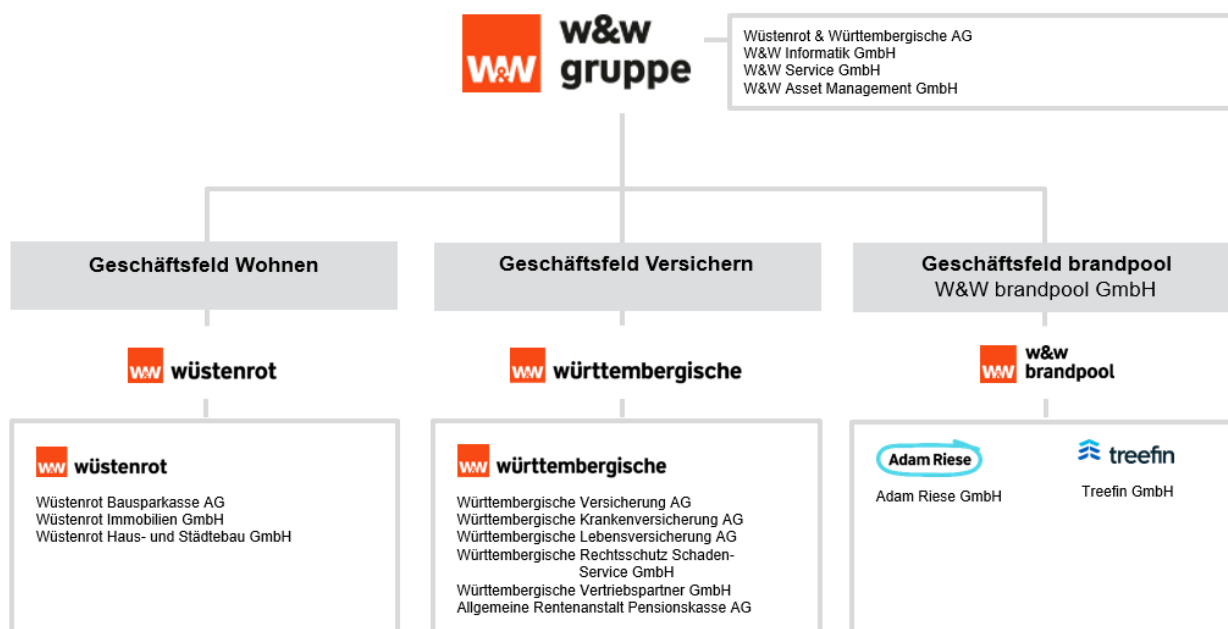 W&W
w&w
gruppe
Wüstenrot & Württembergische AG
W&W Informatik GmbH
W&W Service GmbH
W&W Asset Management GmbH
Geschäftsfeld Wohnen
Geschäftsfeld Versichern
Geschäftsfeld brandpool
W&W brandpool GmbH
W&W wüstenrot
W&W württembergische
W&W w&w
brandpool
W&W wüstenrot
Wüstenrot Bausparkasse AG
Wüstenrot Immobilien GmbH
Wüstenrot Haus- und Städtebau GmbH
W&W württembergische
Württembergische Versicherung AG
Württembergische Krankenversicherung AG
Württembergische Lebensversicherung AG
Württembergische Rechtsschutz Schaden-
Service GmbH
Württembergische Vertriebspartner GmbH
Allgemeine Rentenanstalt Pensionskasse AG
Adam Riese
Adam Riese GmbH
treefin
Treefin GmbH